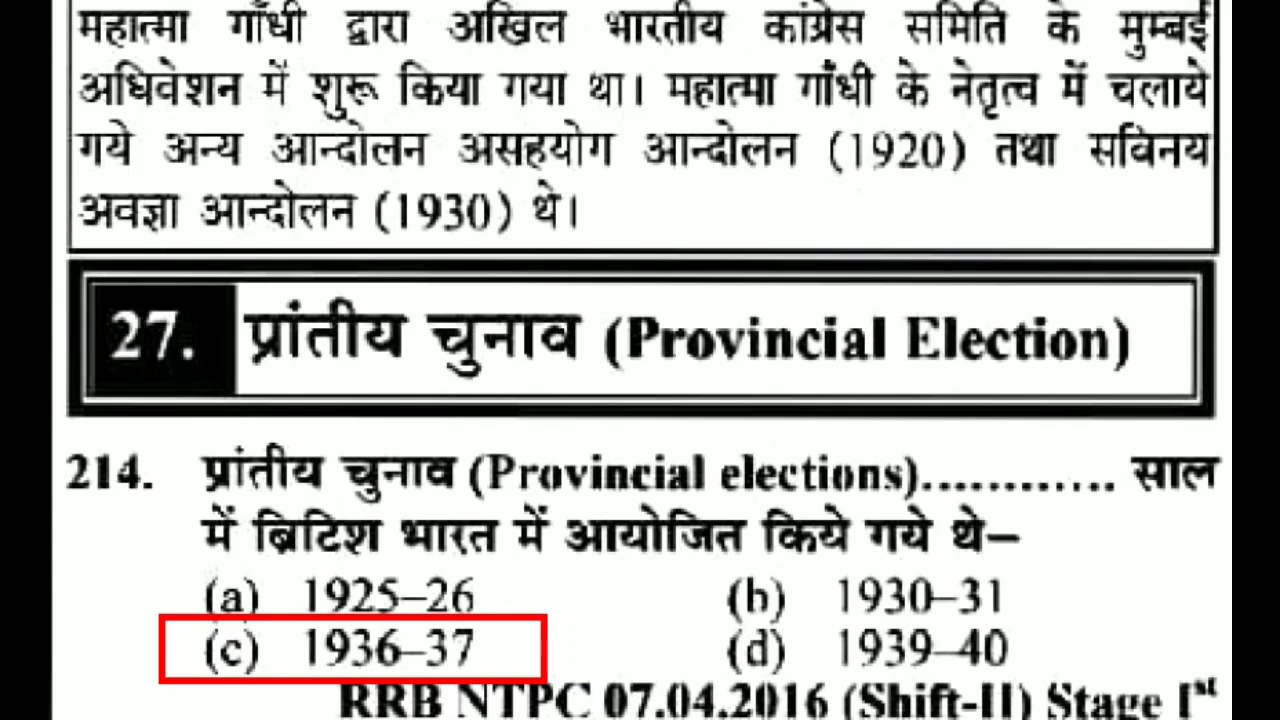 महात्मा गाँधी द्वारा अखिल भारतीय कांग्रेस समिति के मुम्बई
अधिवेशन में शुरू किया गया था। महात्मा गाँधी के नेतृत्व में चलाये
गये अन्य आन्दोलन असहयोग आन्दोलन (1920) तथा सविनय
अवज्ञा आन्दोलन (1930) थे।
27. प्रांतीय चुनाव (Provincial Election)
214. प्रांतीय चुनाव (Provincial elections)............ साल
में ब्रिटिश भारत में आयोजित किये गये थे–
(a) 1925–26 (b) 1930–31
(c) 1936–37 (d) 1939–40
RRB NTPC 07.04.2016 (Shift-II) Stage Ist